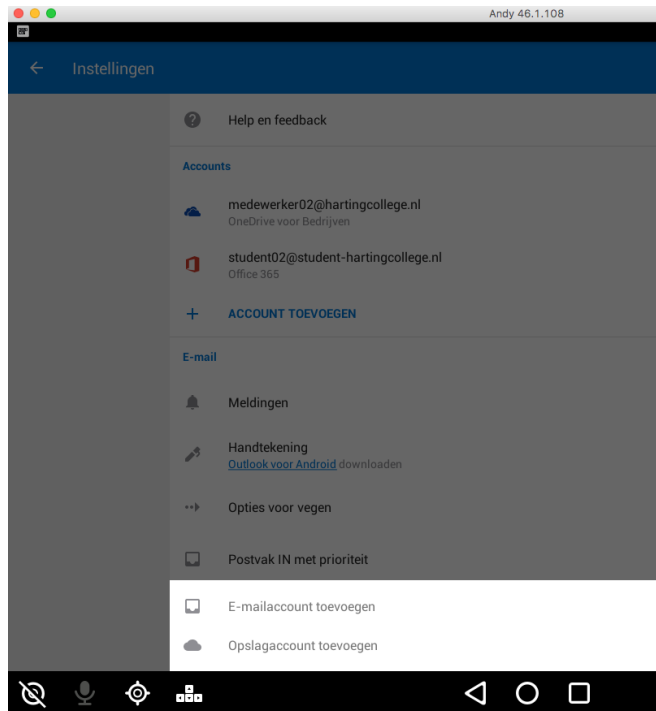 Andy 46.1.108
Instellingen
Help en feedback
Accounts
medewerker02@hartingcollege.nl
OneDrive voor Bedrijven
student02@student-hartingcollege.nl
Office 365
ACCOUNT TOEVOEGEN
E-mail
Meldingen
Handtekening
Outlook voor Android downloaden
Opties voor vegen
Postvak IN met prioriteit
E-mailaccount toevoegen
Opslagaccount toevoegen